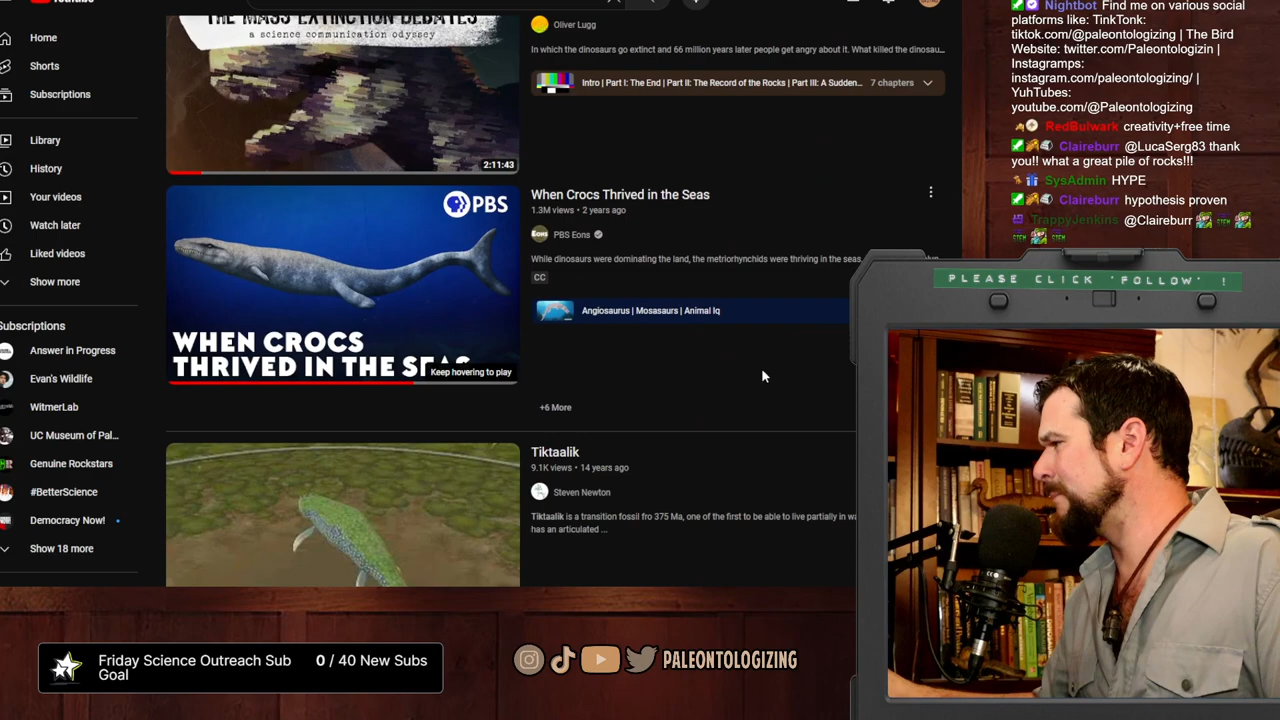 THE MASS EXTINCTION DEBATES
a science communication odyssey
2:11:43
Oliver Lugg
In which the dinosaurs go extinct and 66 million years later people get angry about it. What killed the dinosau...
Intro | Part I: The End | Part II: The Record of the Rocks | Part III: A Sudden...
7 chapters
Home
Shorts
Subscriptions
Library
History
Your videos
Watch later
Liked videos
Show more
Subscriptions
Answer in Progress
Evan's Wildlife
WitmerLab
UC Museum of Pal...
Genuine Rockstars
#BetterScience
Democracy Now!
Show 18 more
PBS
WHEN CROCS
THRIVED IN THE
Keep hovering to play
When Crocs Thrived in the Seas
1.3M views • 2 years ago
Eons
PBS Eons
While dinosaurs were dominating the land, the metriorhynchids were thriving in the seas.
CC
Angiosaurus | Mosasaurs | Animal Iq
+6 More
Tiktaalik
9.1K views • 14 years ago
Steven Newton
Tiktaalik is a transition fossil fro 375 Ma, one of the first to be able to live partially in wa
has an articulated ...
Nightbot Find me on various social
platforms like: TinkTonk:
tiktok.com/@paleontologizing | The Bird
Website: twitter.com/Paleontologizin |
Instagramps:
instagram.com/paleontologizing/ |
YuhTubes:
youtube.com/@Paleontologizing
RedBulwark creativity+free time
Claireburr @LucaSerg83 thank
you!! what a great pile of rocks!!!
SysAdmin HYPE
Claireburr hypothesis proven
TrappyJenkins @Claireburr
PLEASE CLICK 'FOLLOW' !
Friday Science Outreach Sub
Goal
0 / 40 New Subs
PALEONTOLOGIZING